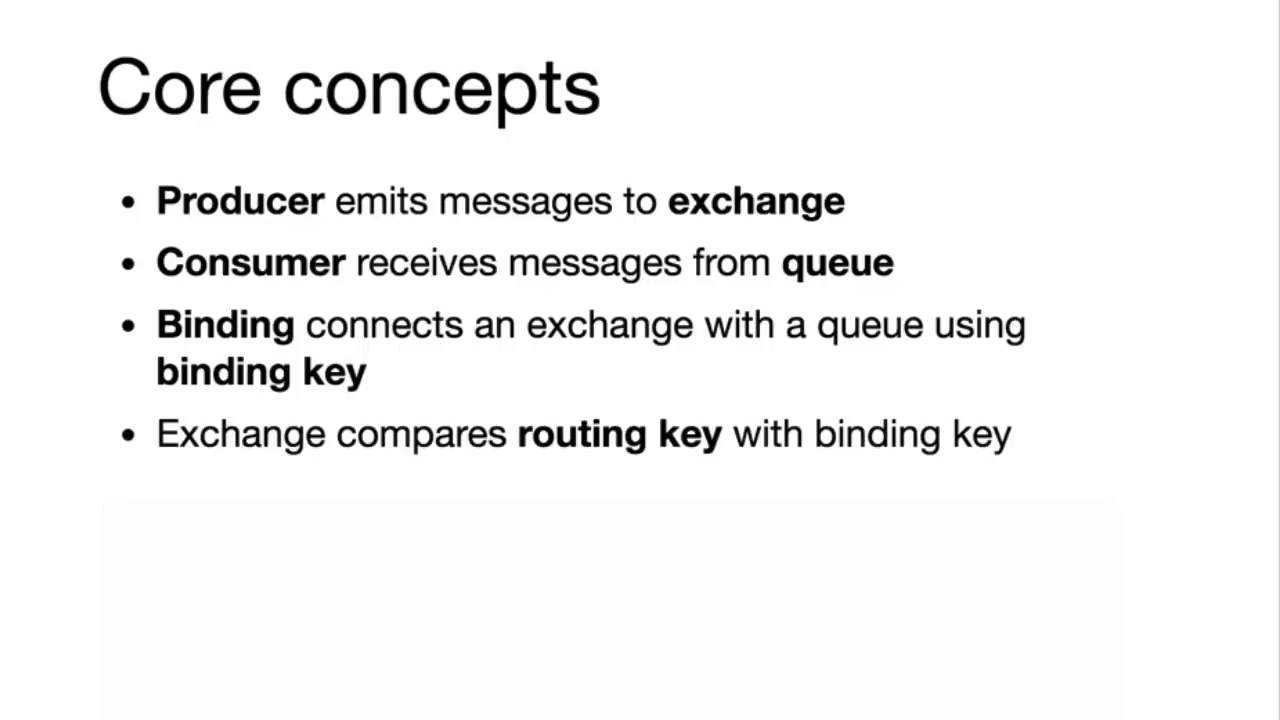 Core concepts
• Producer emits messages to exchange
• Consumer receives messages from queue
• Binding connects an exchange with a queue using
binding key
• Exchange compares routing key with binding key